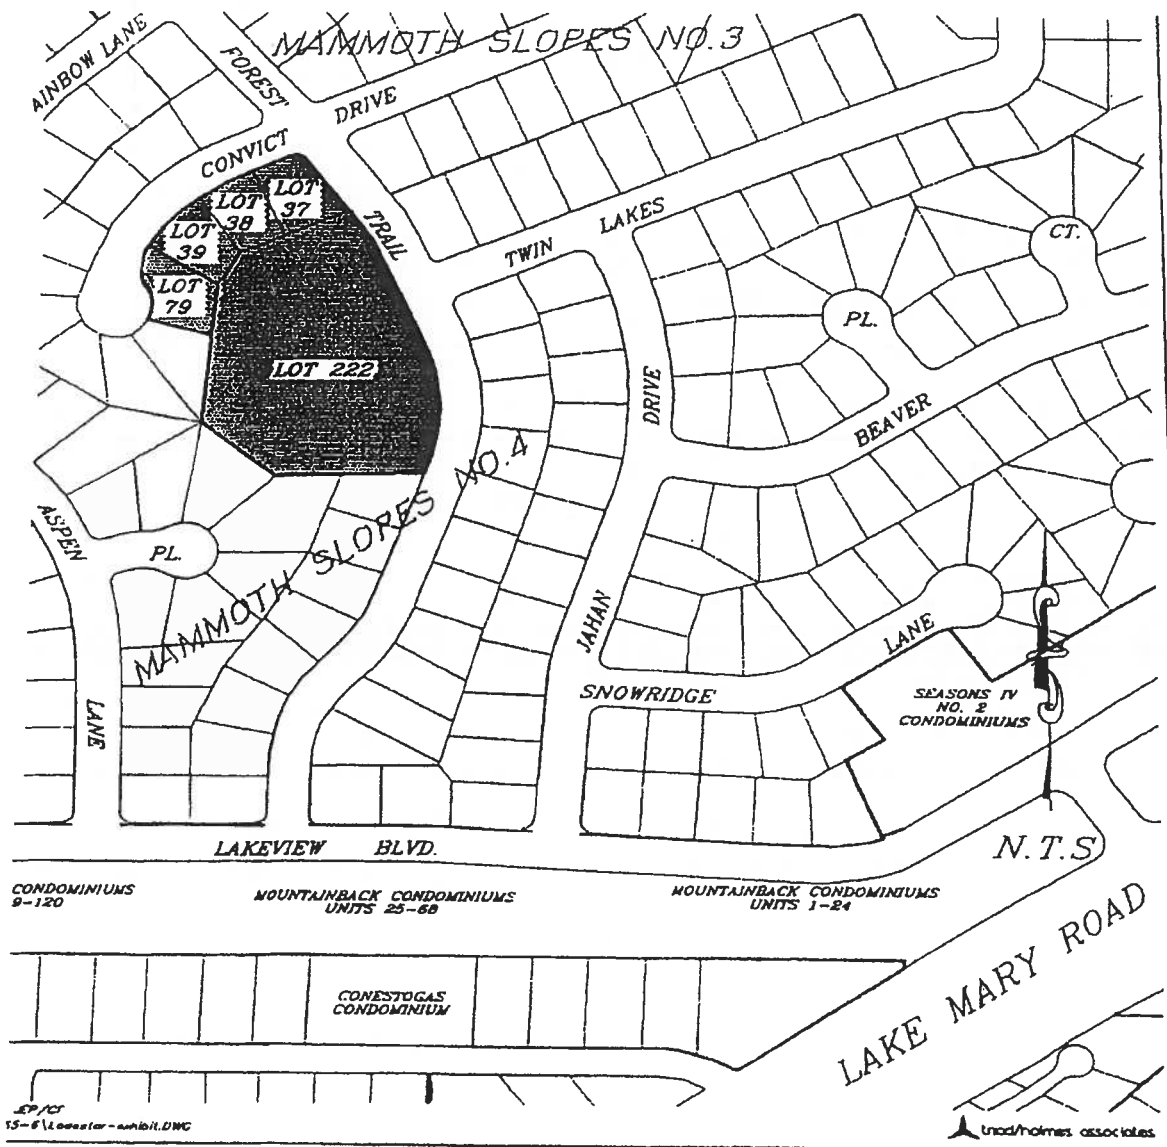 MAMMOTH SLOPES NO.3
AINBOW LANE
FOREST
TRAIL
CONVICT
DRIVE
LOT
37
LOT
38
LOT
39
LOT
79
LOT 222
TWIN
LAKES
CT.
PL.
DRIVE
BEAVER
MAMMOTH SLOPES NO.4
ASPEN
PL.
LANE
JAHAN
LANE
SNOWRIDGE
SEASONS IV
NO. 2
CONDOMINIUMS
LAKEVIEW BLVD.
N.T.S
CONDOMINIUMS
9-120
MOUNTAINBACK CONDOMINIUMS
UNITS 25-68
MOUNTAINBACK CONDOMINIUMS
UNITS 1-24
LAKE MARY ROAD
CONESTOGAS
CONDOMINIUM
triad/holmes associates